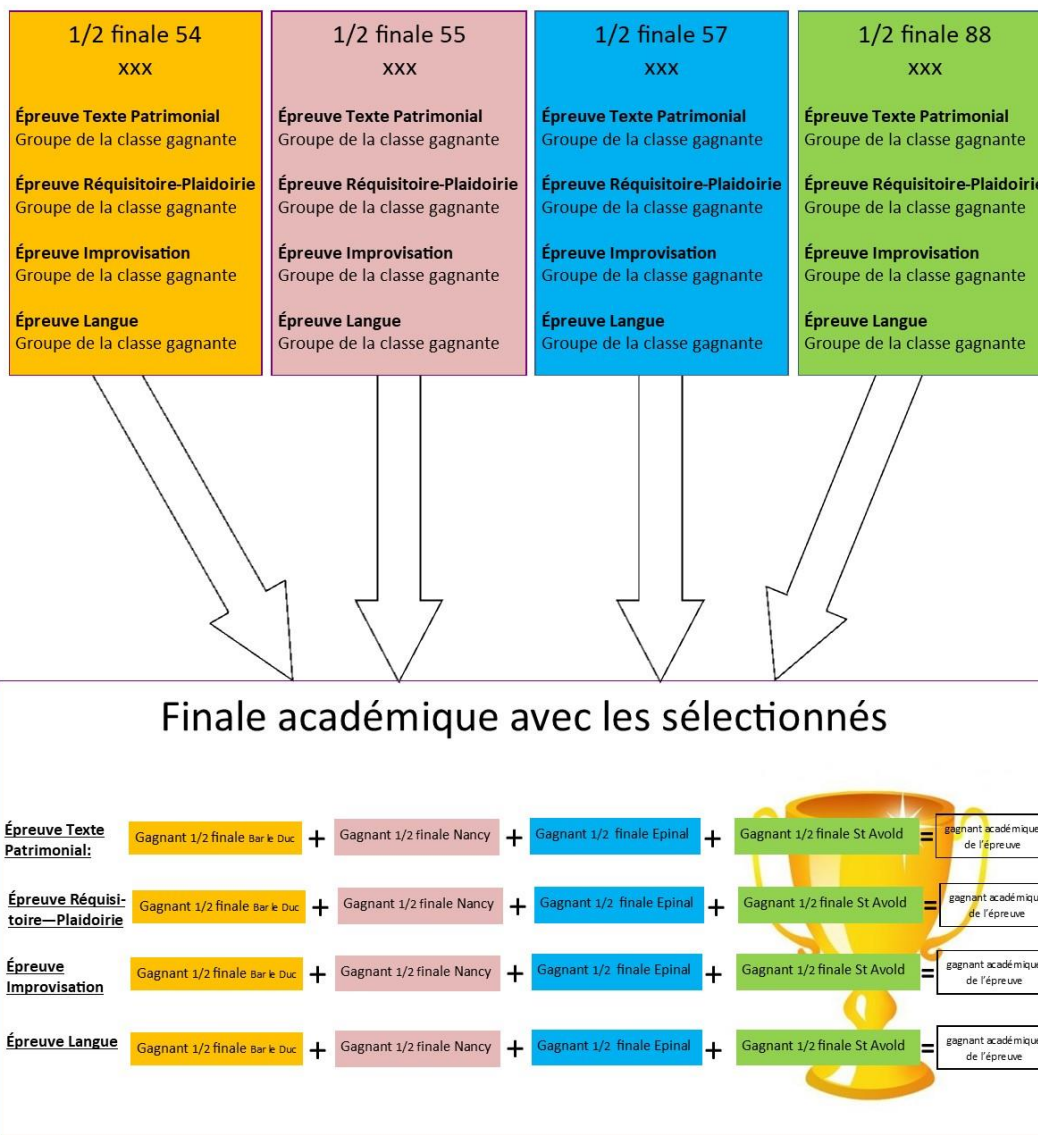 1/2 finale 54
xxx
Épreuve Texte Patrimonial
Groupe de la classe gagnante
Épreuve Réquisitoire-Plaidoirie
Groupe de la classe gagnante
Épreuve Improvisation
Groupe de la classe gagnante
Épreuve Langue
Groupe de la classe gagnante
1/2 finale 55
xxx
Épreuve Texte Patrimonial
Groupe de la classe gagnante
Épreuve Réquisitoire-Plaidoirie
Groupe de la classe gagnante
Épreuve Improvisation
Groupe de la classe gagnante
Épreuve Langue
Groupe de la classe gagnante
1/2 finale 57
xxx
Épreuve Texte Patrimonial
Groupe de la classe gagnante
Épreuve Réquisitoire-Plaidoirie
Groupe de la classe gagnante
Épreuve Improvisation
Groupe de la classe gagnante
Épreuve Langue
Groupe de la classe gagnante
1/2 finale 88
xxx
Épreuve Texte Patrimonial
Groupe de la classe gagnante
Épreuve Réquisitoire-Plaidoirie
Groupe de la classe gagnante
Épreuve Improvisation
Groupe de la classe gagnante
Épreuve Langue
Groupe de la classe gagnante
Finale académique avec les sélectionnés
Épreuve Texte
Patrimonial:
Gagnant 1/2 finale Bar le Duc + Gagnant 1/2 finale Nancy + Gagnant 1/2 finale Epinal + Gagnant 1/2 finale St Avold =
gagnant académique
de l'épreuve
Épreuve Réquisi-
toire—Plaidoirie
Gagnant 1/2 finale Bar le Duc + Gagnant 1/2 finale Nancy + Gagnant 1/2 finale Epinal + Gagnant 1/2 finale St Avold =
gagnant académiqu
de l'épreuve
Épreuve
Improvisation
Gagnant 1/2 finale Bar le Duc + Gagnant 1/2 finale Nancy + Gagnant 1/2 finale Epinal + Gagnant 1/2 finale St Avold =
gagnant académique
de l'épreuve
Épreuve Langue
Gagnant 1/2 finale Bar le Duc + Gagnant 1/2 finale Nancy + Gagnant 1/2 finale Epinal + Gagnant 1/2 finale St Avold =
gagnant académique
de l'épreuve